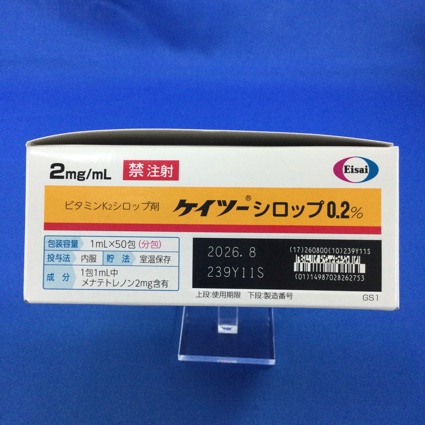 2mg/mL 禁注射 Eisai
ビタミンK₂シロップ剤 ケイツー®シロップ0.2%
包装容量 1mL×50包(分包)
投与法 内服 貯法 室温保存
成分 1包1mL中
メナテトレノン2mg含有
2026.8
239Y11S
上段:使用期限 下段:製造番号
(17)260800(10)239Y11S
(01)14987028262753
GS1